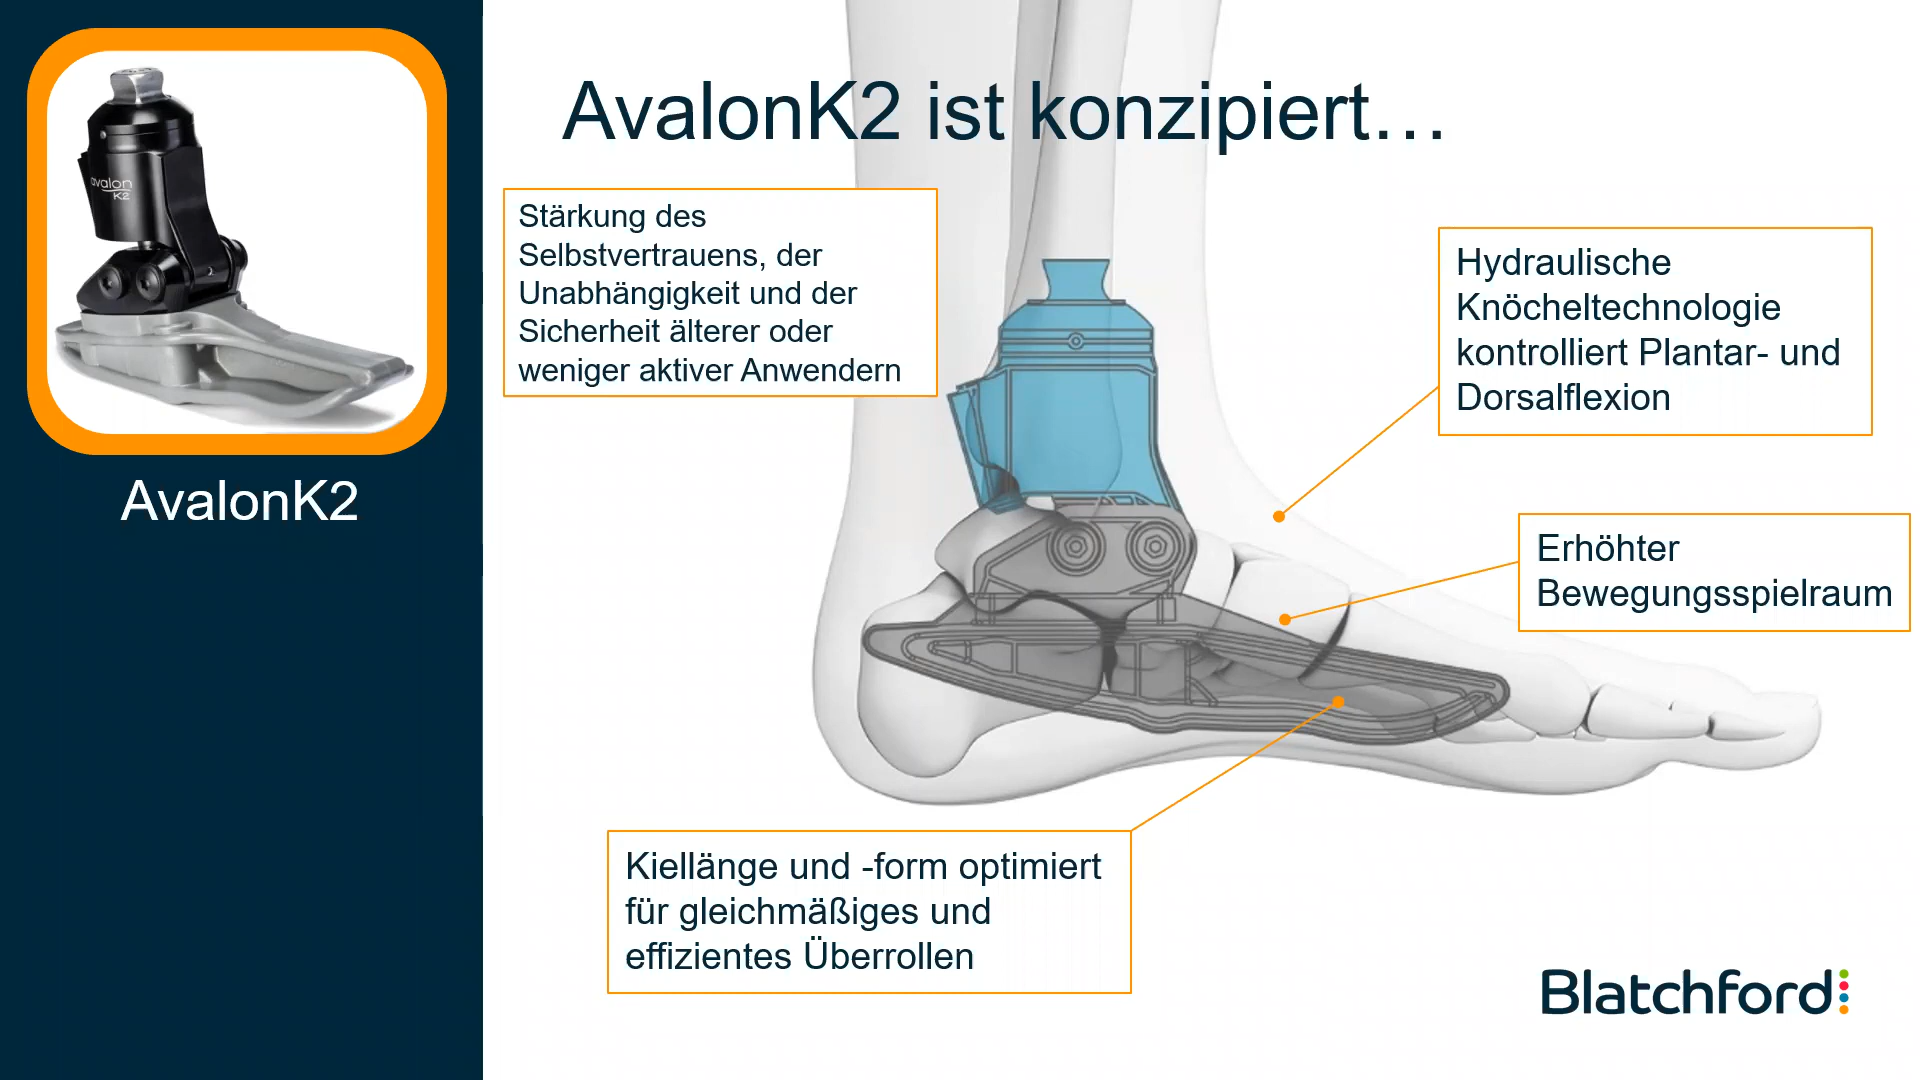 avalon
K2
AvalonK2
AvalonK2 ist konzipiert…
Stärkung des
Selbstvertrauens, der
Unabhängigkeit und der
Sicherheit älterer oder
weniger aktiver Anwendern
Hydraulische
Knöcheltechnologie
kontrolliert Plantar- und
Dorsalflexion
Erhöhter
Bewegungsspielraum
Kiellänge und -form optimiert
für gleichmäßiges und
effizientes Überrollen
Blatchford